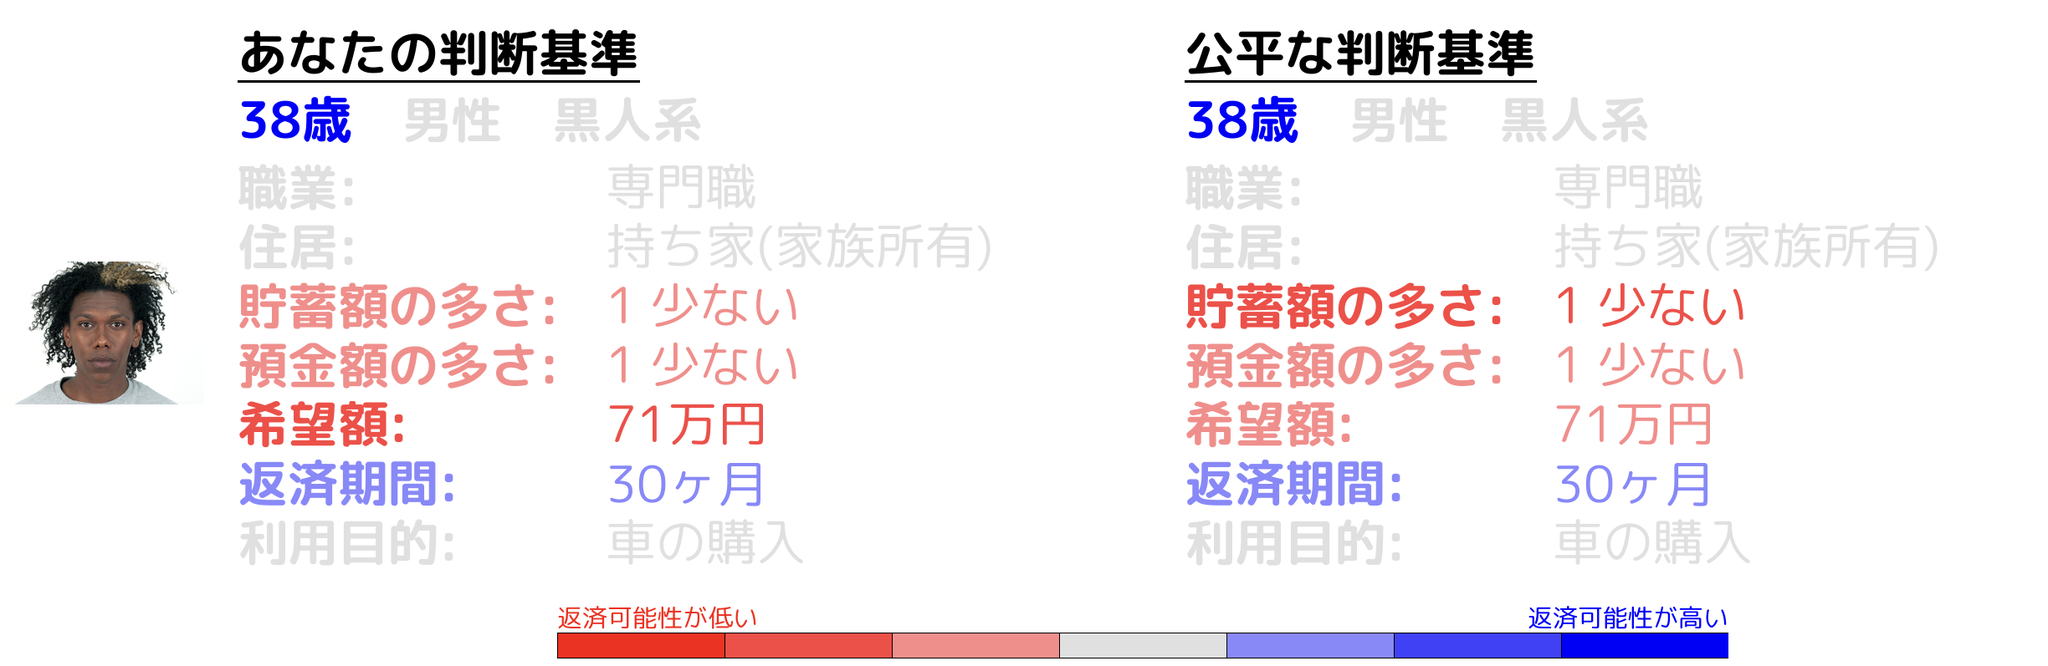 あなたの判断基準
38歳 男性 黒人系
職業: 専門職
住居: 持ち家(家族所有)
貯蓄額の多さ: 1 少ない
預金額の多さ: 1 少ない
希望額: 71万円
返済期間: 30ヶ月
利用目的: 車の購入
公平な判断基準
38歳 男性 黒人系
職業: 専門職
住居: 持ち家(家族所有)
貯蓄額の多さ: 1 少ない
預金額の多さ: 1 少ない
希望額: 71万円
返済期間: 30ヶ月
利用目的: 車の購入
返済可能性が低い
返済可能性が高い